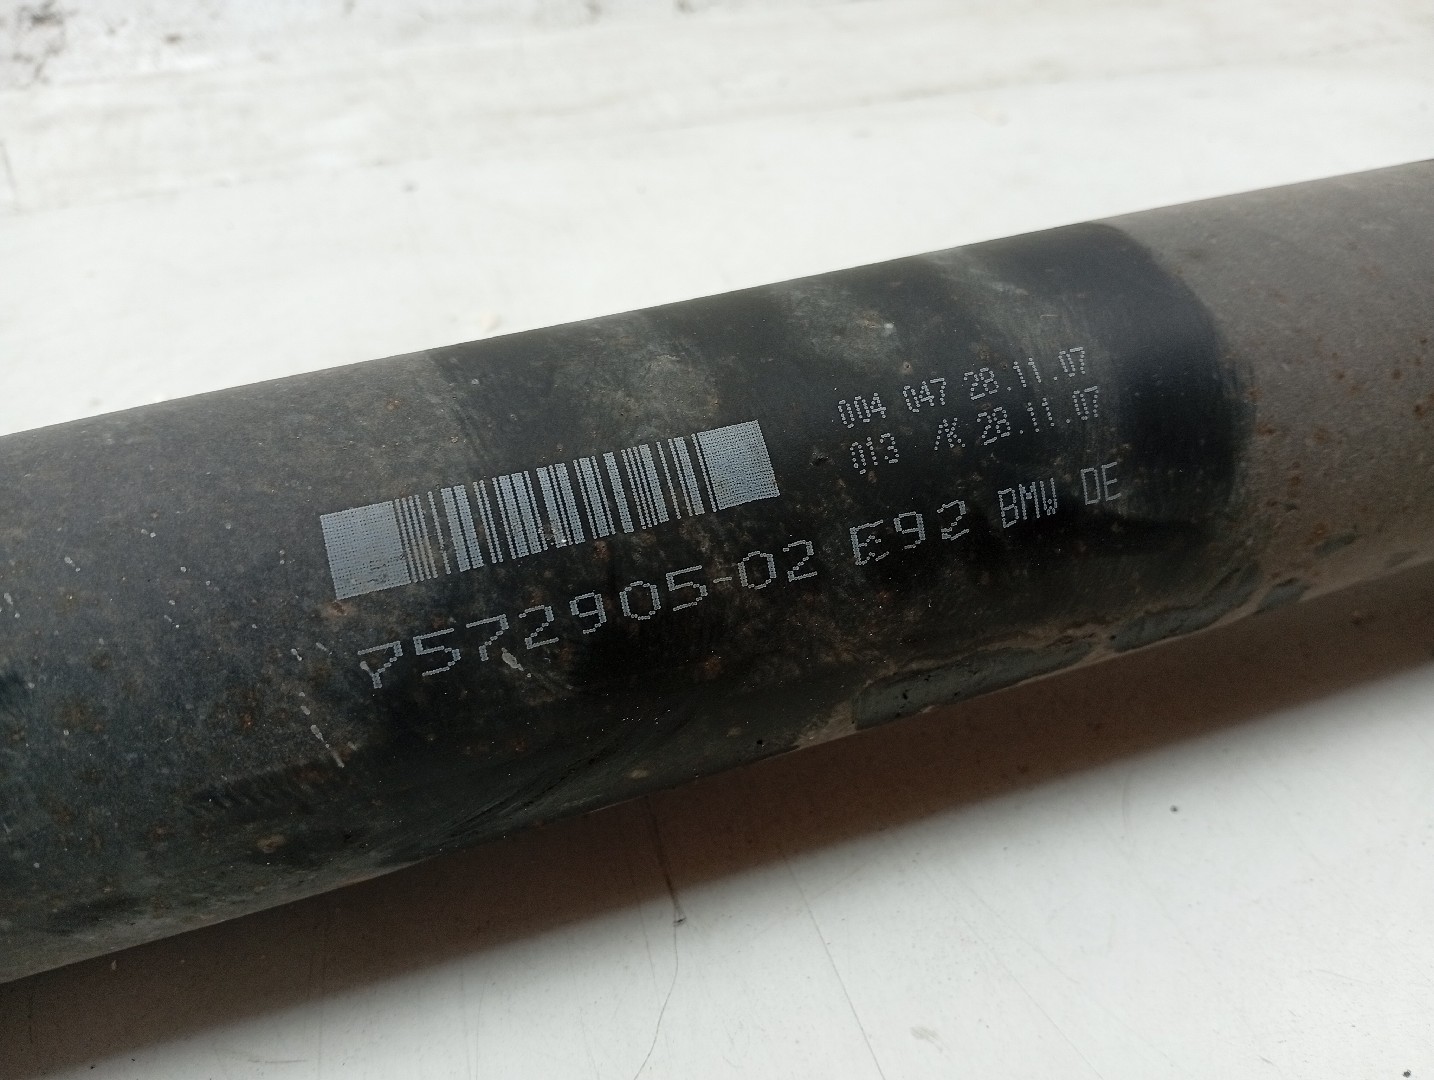 004 047 28.11.07
013 /K 28.11.07
7572905-02 E92 BMW DE